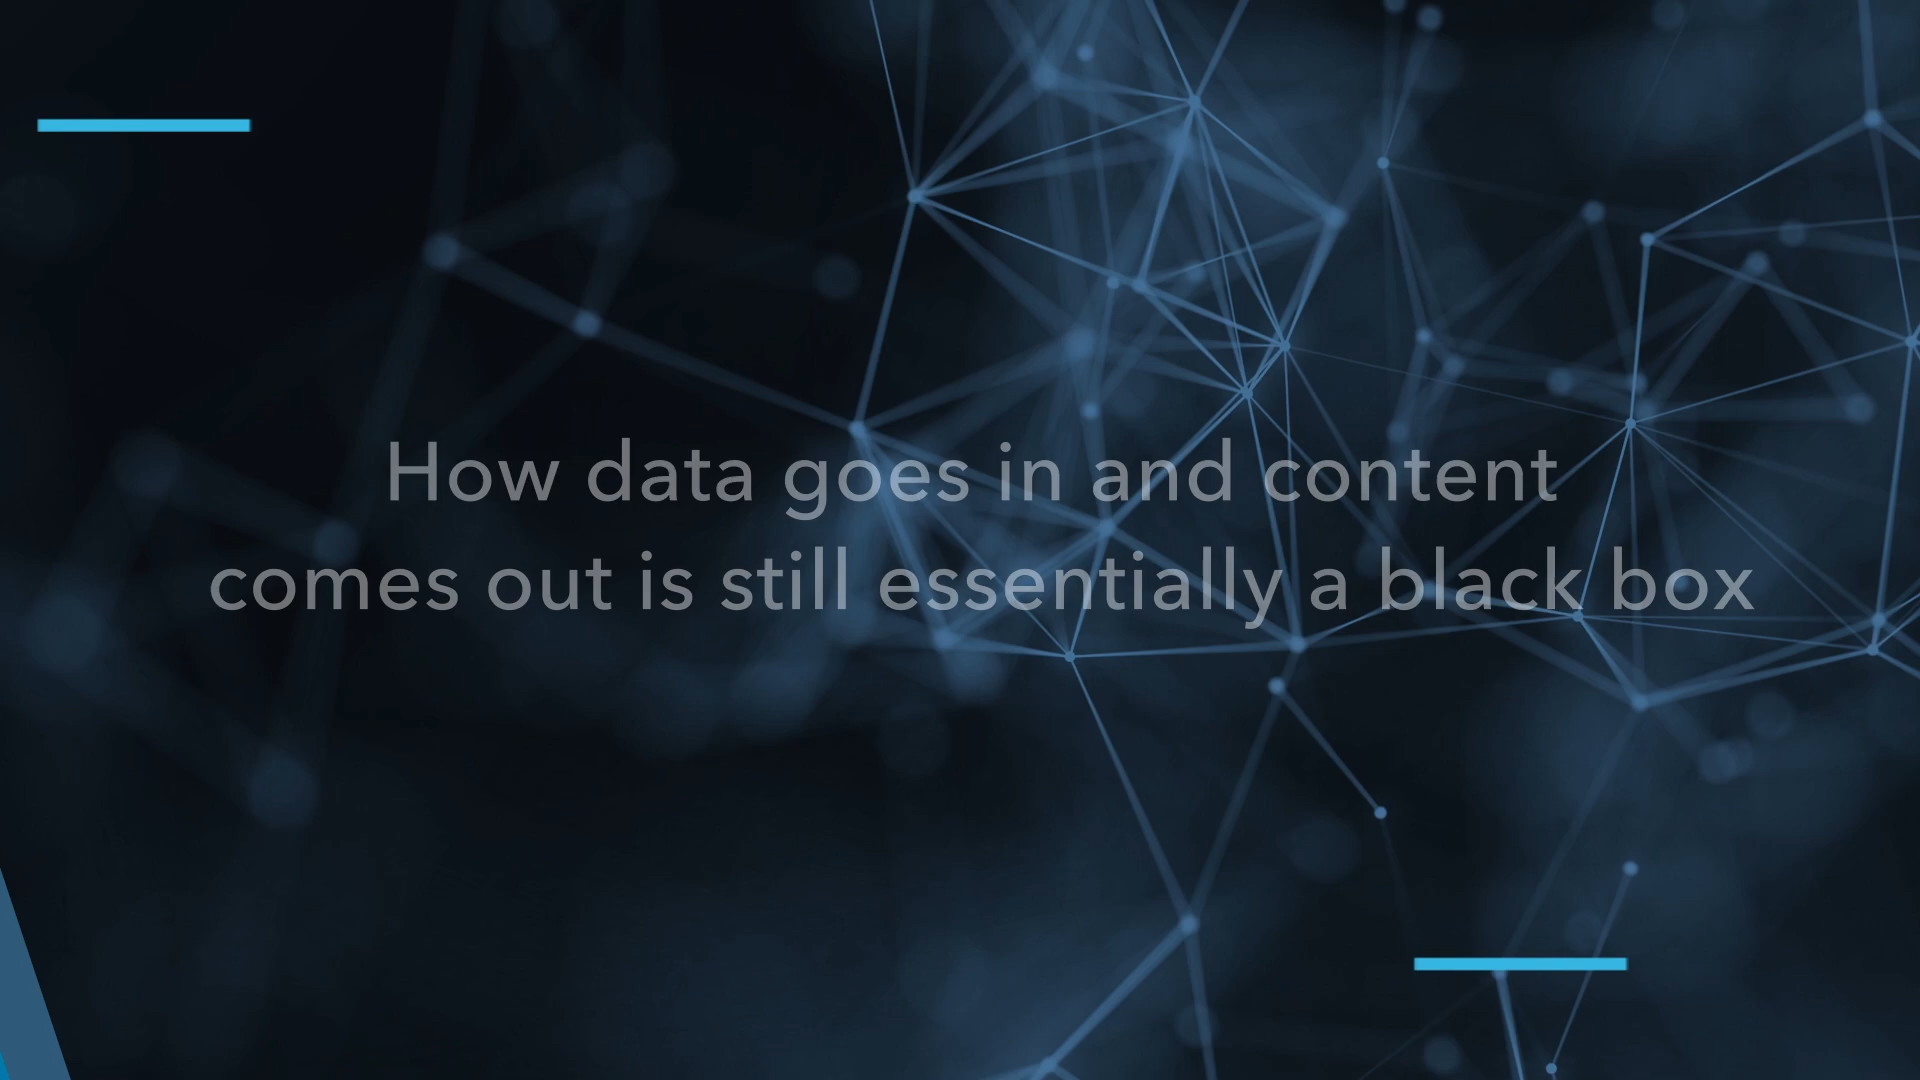 How data goes in and content
comes out is still essentially a black box